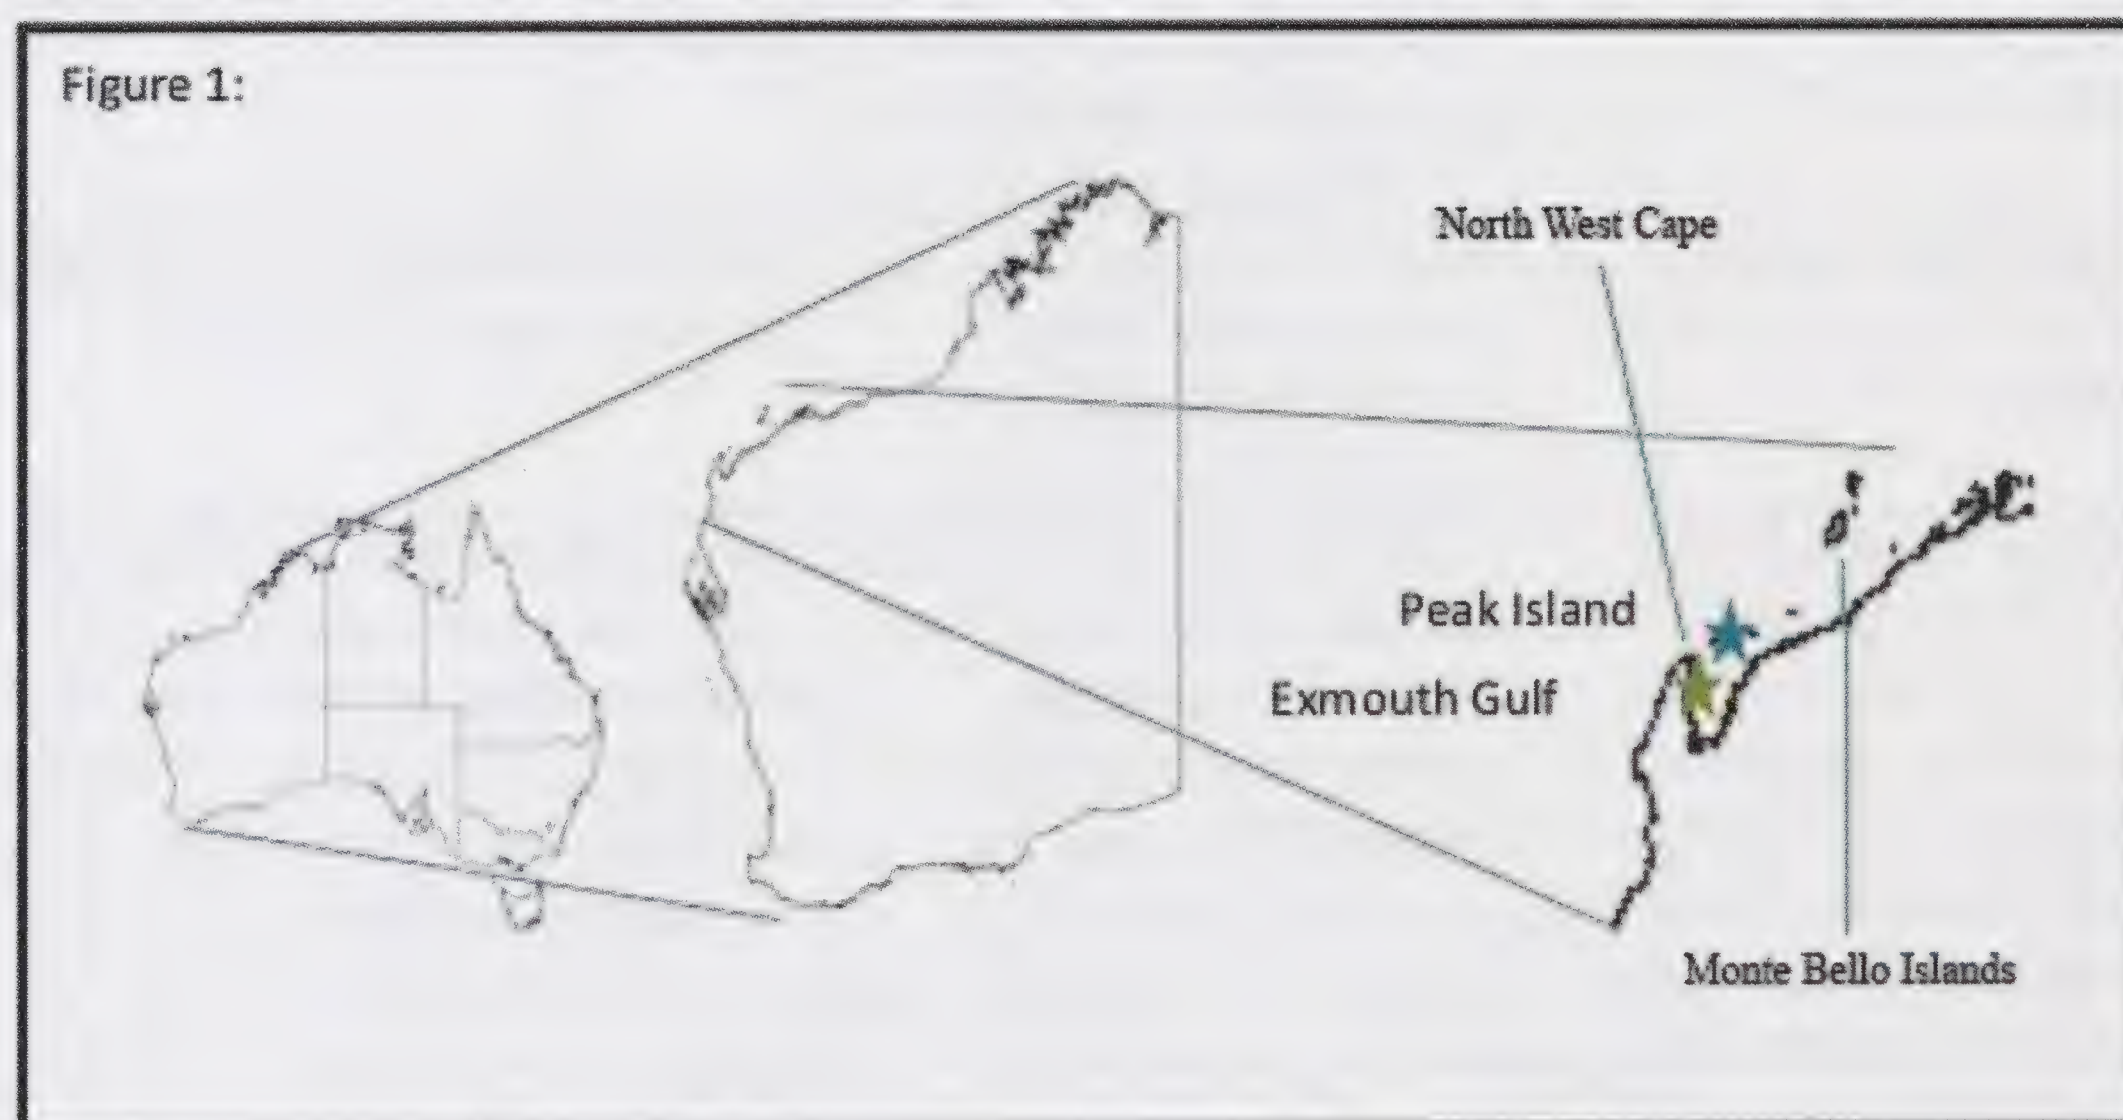 Figure 1:
North West Cape
Peak Island
Exmouth Gulf
Monte Bello Islands